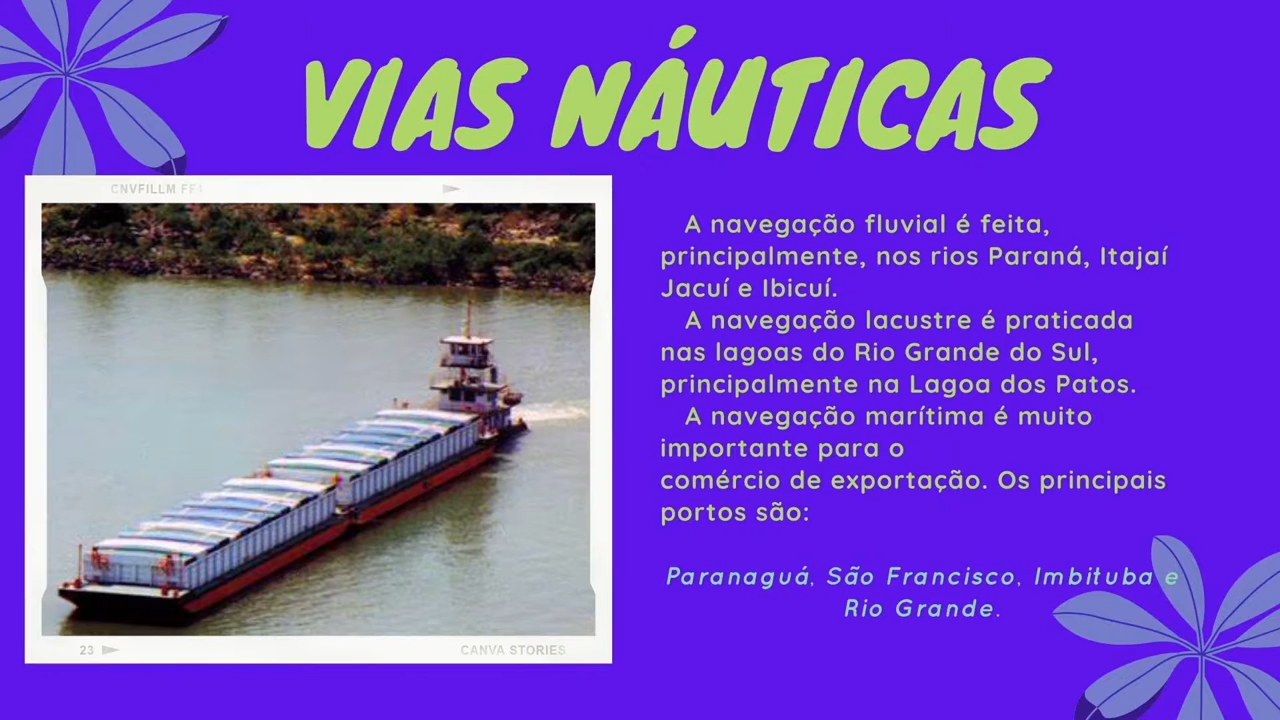 VIAS NÁUTICAS
CNVFILLM FF1
A navegação fluvial é feita,
principalmente, nos rios Paraná, Itajaí
Jacuí e Ibicuí.
A navegação lacustre é praticada
nas lagoas do Rio Grande do Sul,
principalmente na Lagoa dos Patos.
A navegação marítima é muito
importante para o
comércio de exportação. Os principais
portos são:
Paranaguá, São Francisco, Imbituba e
Rio Grande.
23
CANVA STORIES